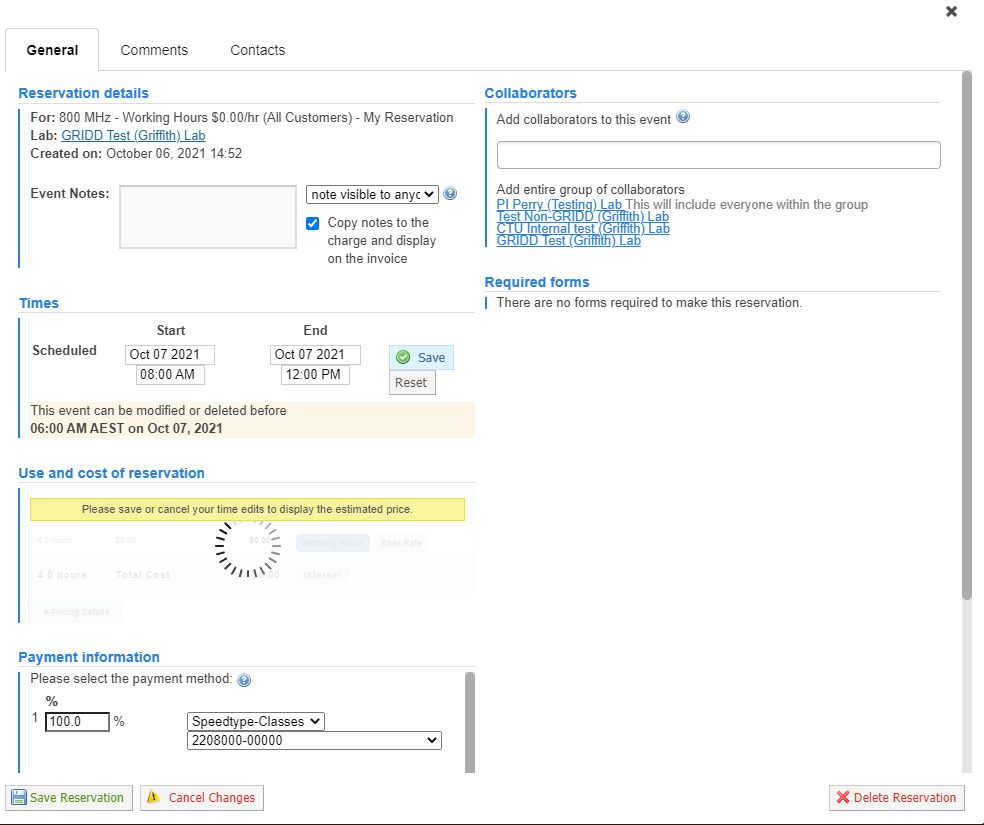 General
Comments
Contacts
Reservation details
For: 800 MHz - Working Hours $0.00/hr (All Customers) - My Reservation
Lab: GRIDD Test (Griffith) Lab
Created on: October 06, 2021 14:52
Event Notes:
note visible to anyc
Copy notes to the
charge and display
on the invoice
Times
Start
End
Scheduled
Oct 07 2021
Oct 07 2021
Save
08:00 AM
12:00 PM
Reset
This event can be modified or deleted before
06:00 AM AEST on Oct 07, 2021
Use and cost of reservation
Please save or cancel your time edits to display the estimated price.
4.0 hours
$0.00
$0.00
Working Hours
Base Rate
4.0 hours
Total Cost
Internal
Pricing Details
Payment information
Please select the payment method:
%
1
100.0
%
Speedtype-Classes
2208000-00000
Collaborators
Add collaborators to this event
Add entire group of collaborators
PI Perry (Testing) Lab This will include everyone within the group
Test Non-GRIDD (Griffith) Lab
CTU Internal test (Griffith) Lab
GRIDD Test (Griffith) Lab
Required forms
There are no forms required to make this reservation.
Save Reservation
Cancel Changes
Delete Reservation